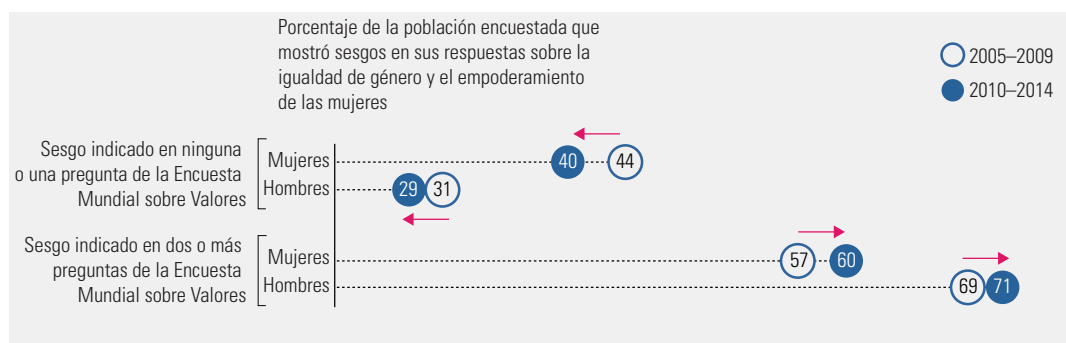 Porcentaje de la población encuestada que
mostró sesgos en sus respuestas sobre la
igualdad de género y el empoderamiento
de las mujeres
2005–2009
2010–2014
Sesgo indicado en ninguna
o una pregunta de la Encuesta
Mundial sobre Valores
Mujeres
40
44
Hombres
29
31
Sesgo indicado en dos o más
preguntas de la Encuesta
Mundial sobre Valores
Mujeres
57
60
Hombres
69
71